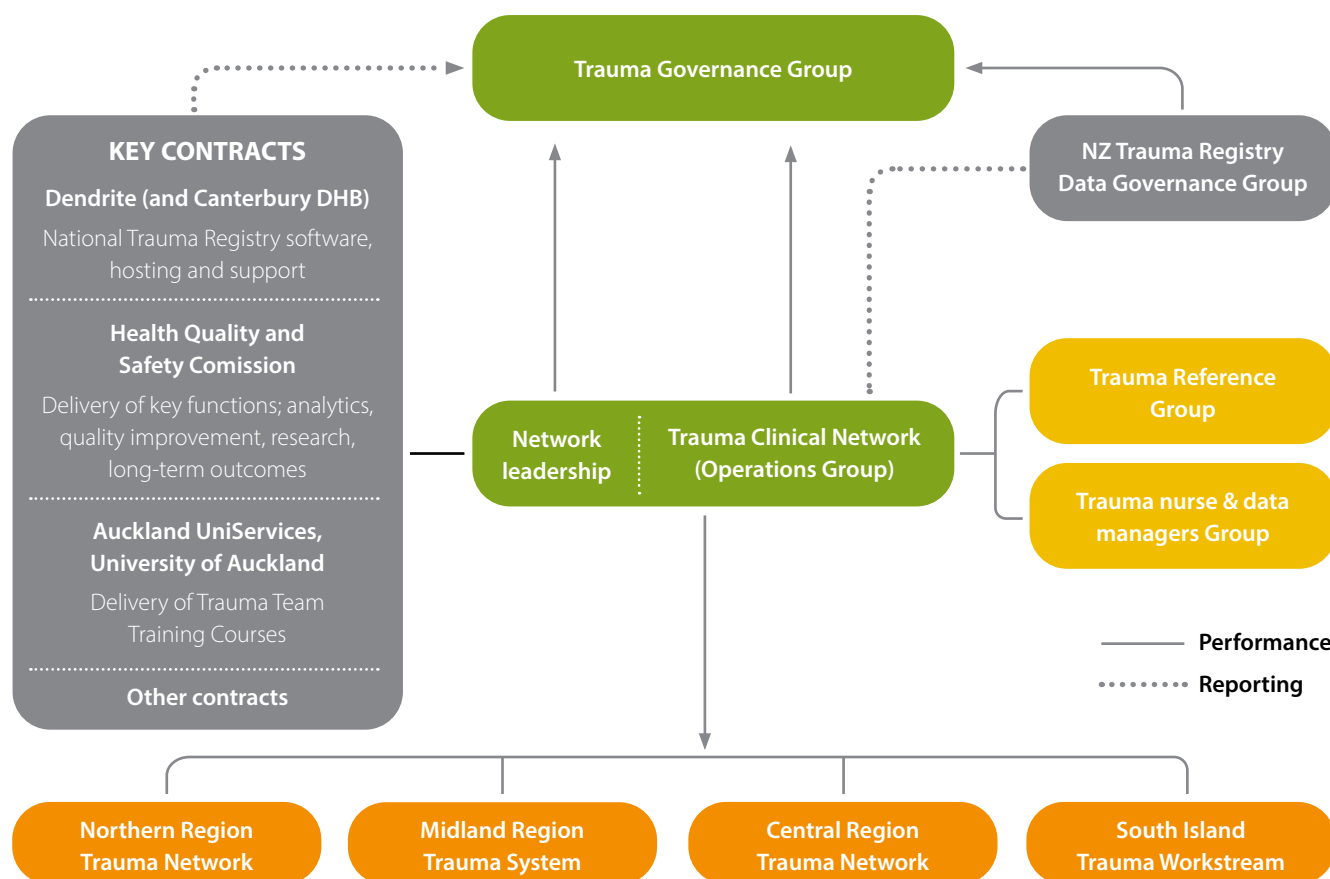 Trauma Governance Group
KEY CONTRACTS
Dendrite (and Canterbury DHB)
National Trauma Registry software,
hosting and support
Health Quality and
Safety Comission
Delivery of key functions; analytics,
quality improvement, research,
long-term outcomes
Auckland UniServices,
University of Auckland
Delivery of Trauma Team
Training Courses
Other contracts
NZ Trauma Registry
Data Governance Group
Network
leadership
Trauma Clinical Network
(Operations Group)
Trauma Reference
Group
Trauma nurse & data
managers Group
Performance
Reporting
Northern Region
Trauma Network
Midland Region
Trauma System
Central Region
Trauma Network
South Island
Trauma Workstream